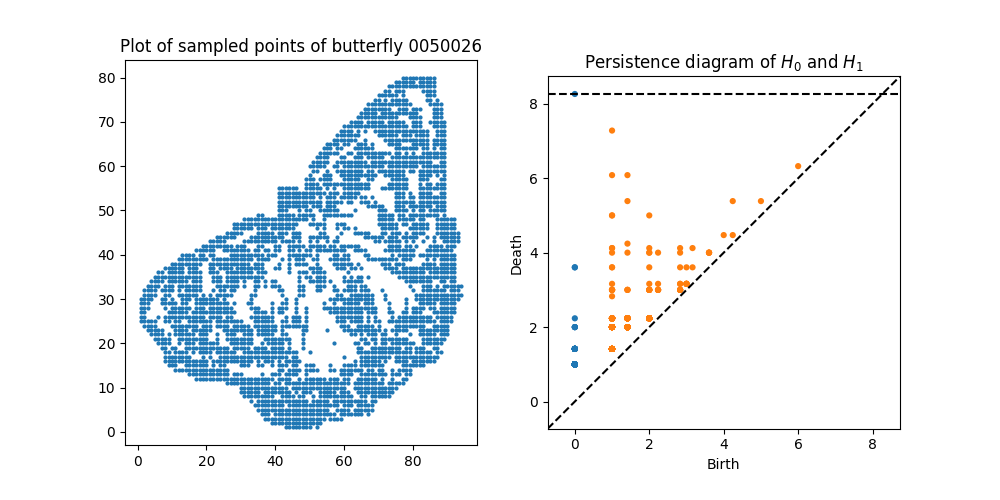 Plot of sampled points of butterfly 0050026
80
70
60
50
40
30
20
10
0
0 20 40 60 80
Persistence diagram of H₀ and H₁
Death
8
6
4
2
0
0 2 4 6 8
Birth